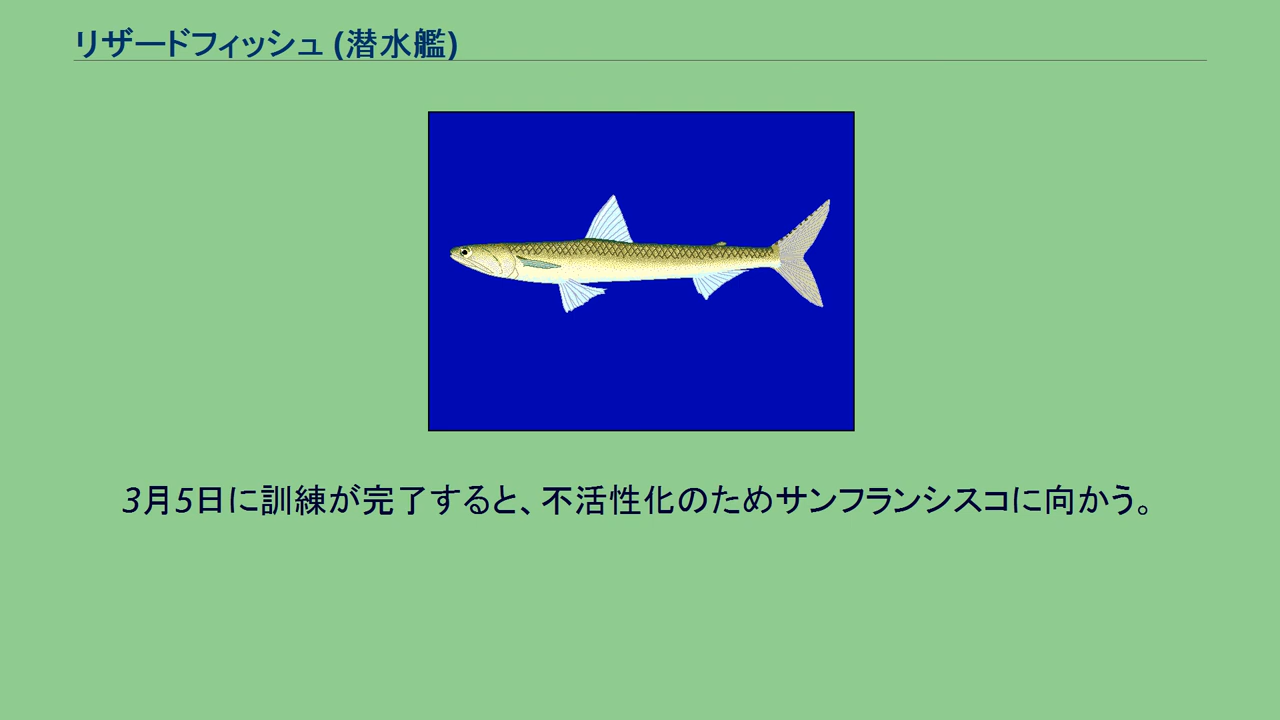 リザードフィッシュ (潜水艦)
3月5日に訓練が完了すると、不活性化のためサンフランシスコに向かう。